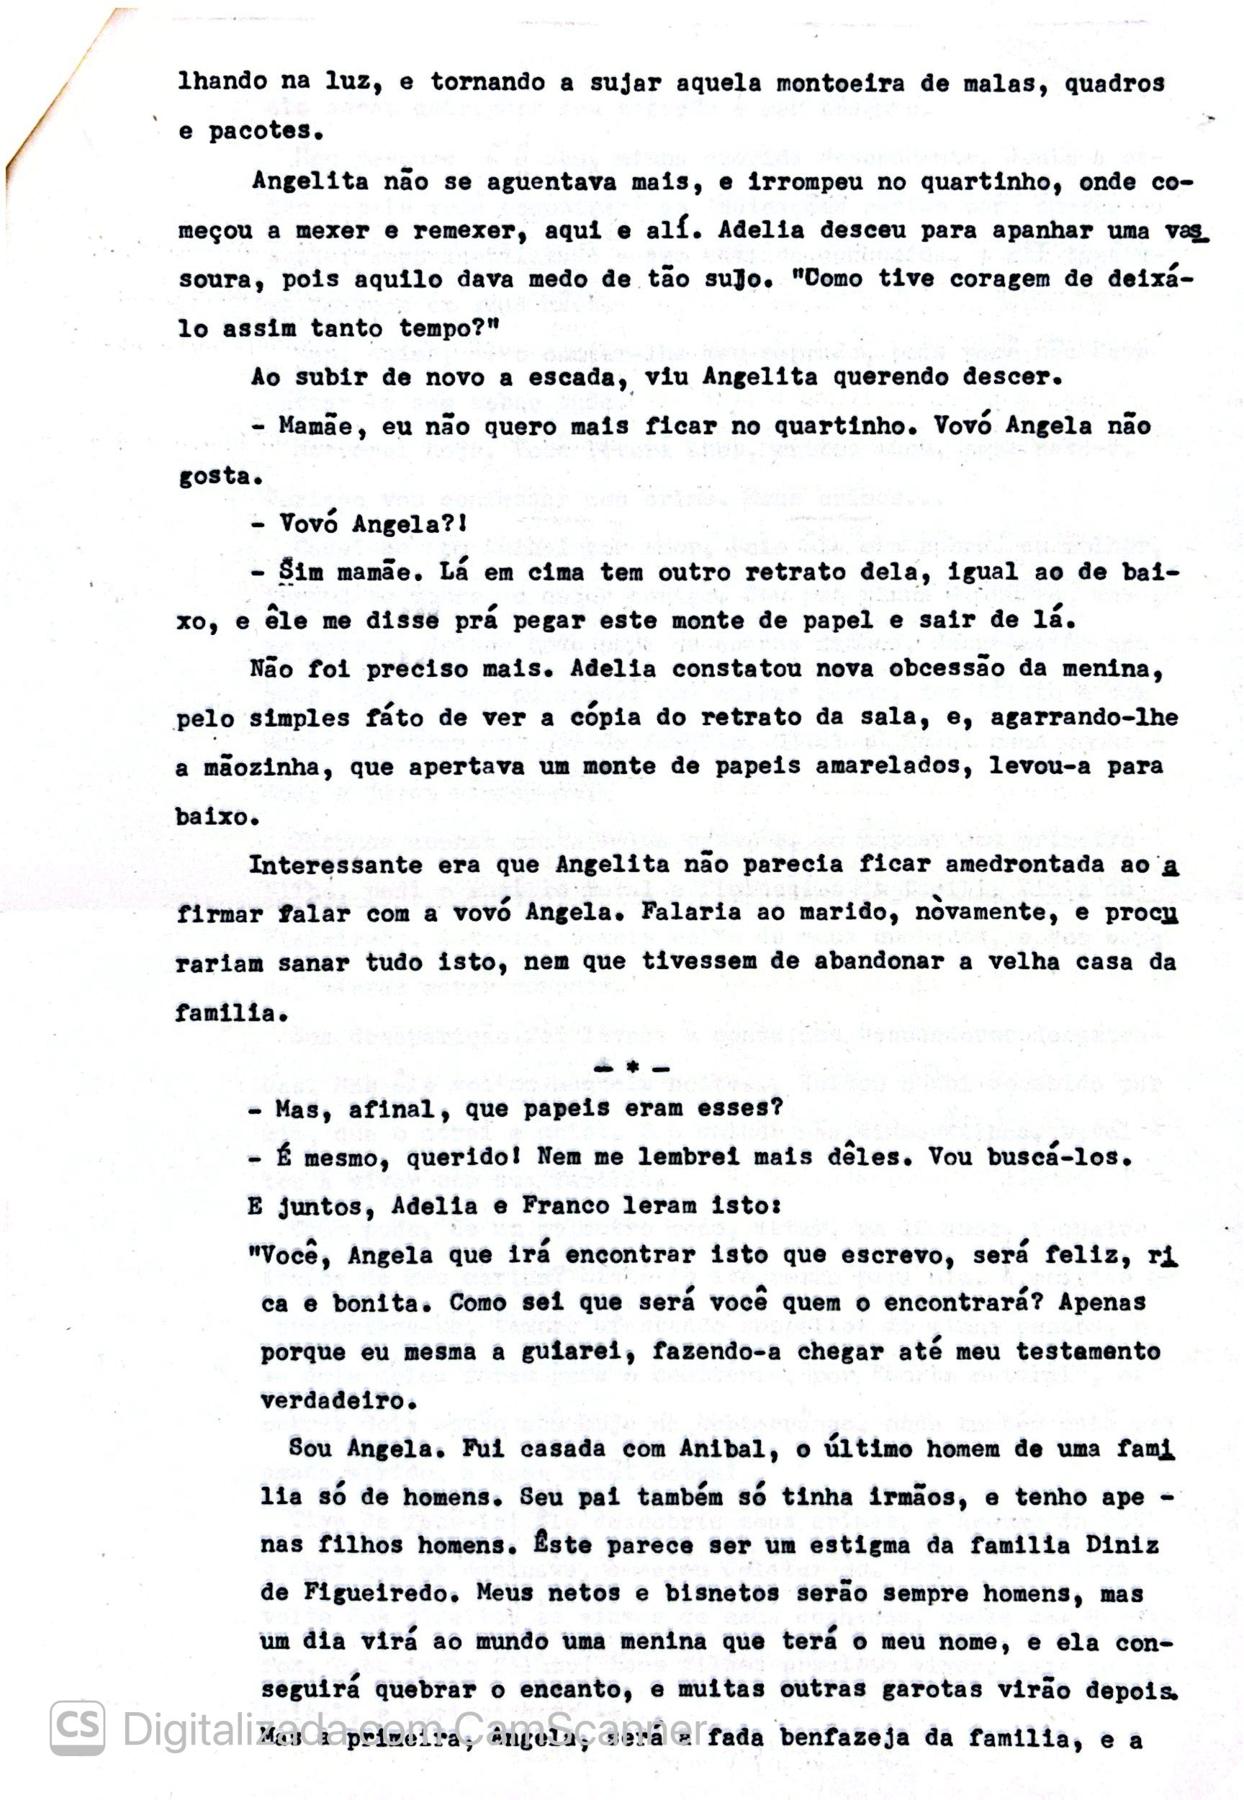 lhando na luz, e tornando a sujar aquela montoeira de malas, quadros
e pacotes.
Angelita não se aguentava mais, e irrompeu no quartinho, onde co-
meçou a mexer e remexer, aqui e alí. Adelia desceu para apanhar uma vas
soura, pois aquilo dava medo de tão sujo. "Como tive coragem de deixá-
lo assim tanto tempo?"
Ao subir de novo a escada, viu Angelita querendo descer.
- Mamãe, eu não quero mais ficar no quartinho. Vovó Angela não
gosta.
- Vovó Angela?!
- Sim mamãe. Lá em cima tem outro retrato dela, igual ao de bai-
xo, e êle me disse prá pegar este monte de papel e sair de lá.
Não foi preciso mais. Adelia constatou nova obcessão da menina,
pelo simples fáto de ver a cópia do retrato da sala, e, agarrando-lhe
a mãozinha, que apertava um monte de papeis amarelados, levou-a para
baixo.
Interessante era que Angelita não parecia ficar amedrontada ao a
firmar falar com a vovó Angela. Falaria ao marido, nòvamente, e procu
rariam sanar tudo isto, nem que tivessem de abandonar a velha casa da
familia.
- * -
- Mas, afinal, que papeis eram esses?
- É mesmo, querido! Nem me lembrei mais dêles. Vou buscá-los.
E juntos, Adelia e Franco leram isto:
"Você, Angela que irá encontrar isto que escrevo, será feliz, ri
ca e bonita. Como sei que será você quem o encontrará? Apenas
porque eu mesma a guiarei, fazendo-a chegar até meu testamento
verdadeiro.
Sou Angela. Fui casada com Anibal, o último homem de uma fami
lia só de homens. Seu pai também só tinha irmãos, e tenho ape -
nas filhos homens. Êste parece ser um estigma da familia Diniz
de Figueiredo. Meus netos e bisnetos serão sempre homens, mas
um dia virá ao mundo uma menina que terá o meu nome, e ela con-
seguirá quebrar o encanto, e muitas outras garotas virão depois.
Mas a primeira, Angela, será a fada benfazeja da familia, e a
CS Digitalizada com CamScanner